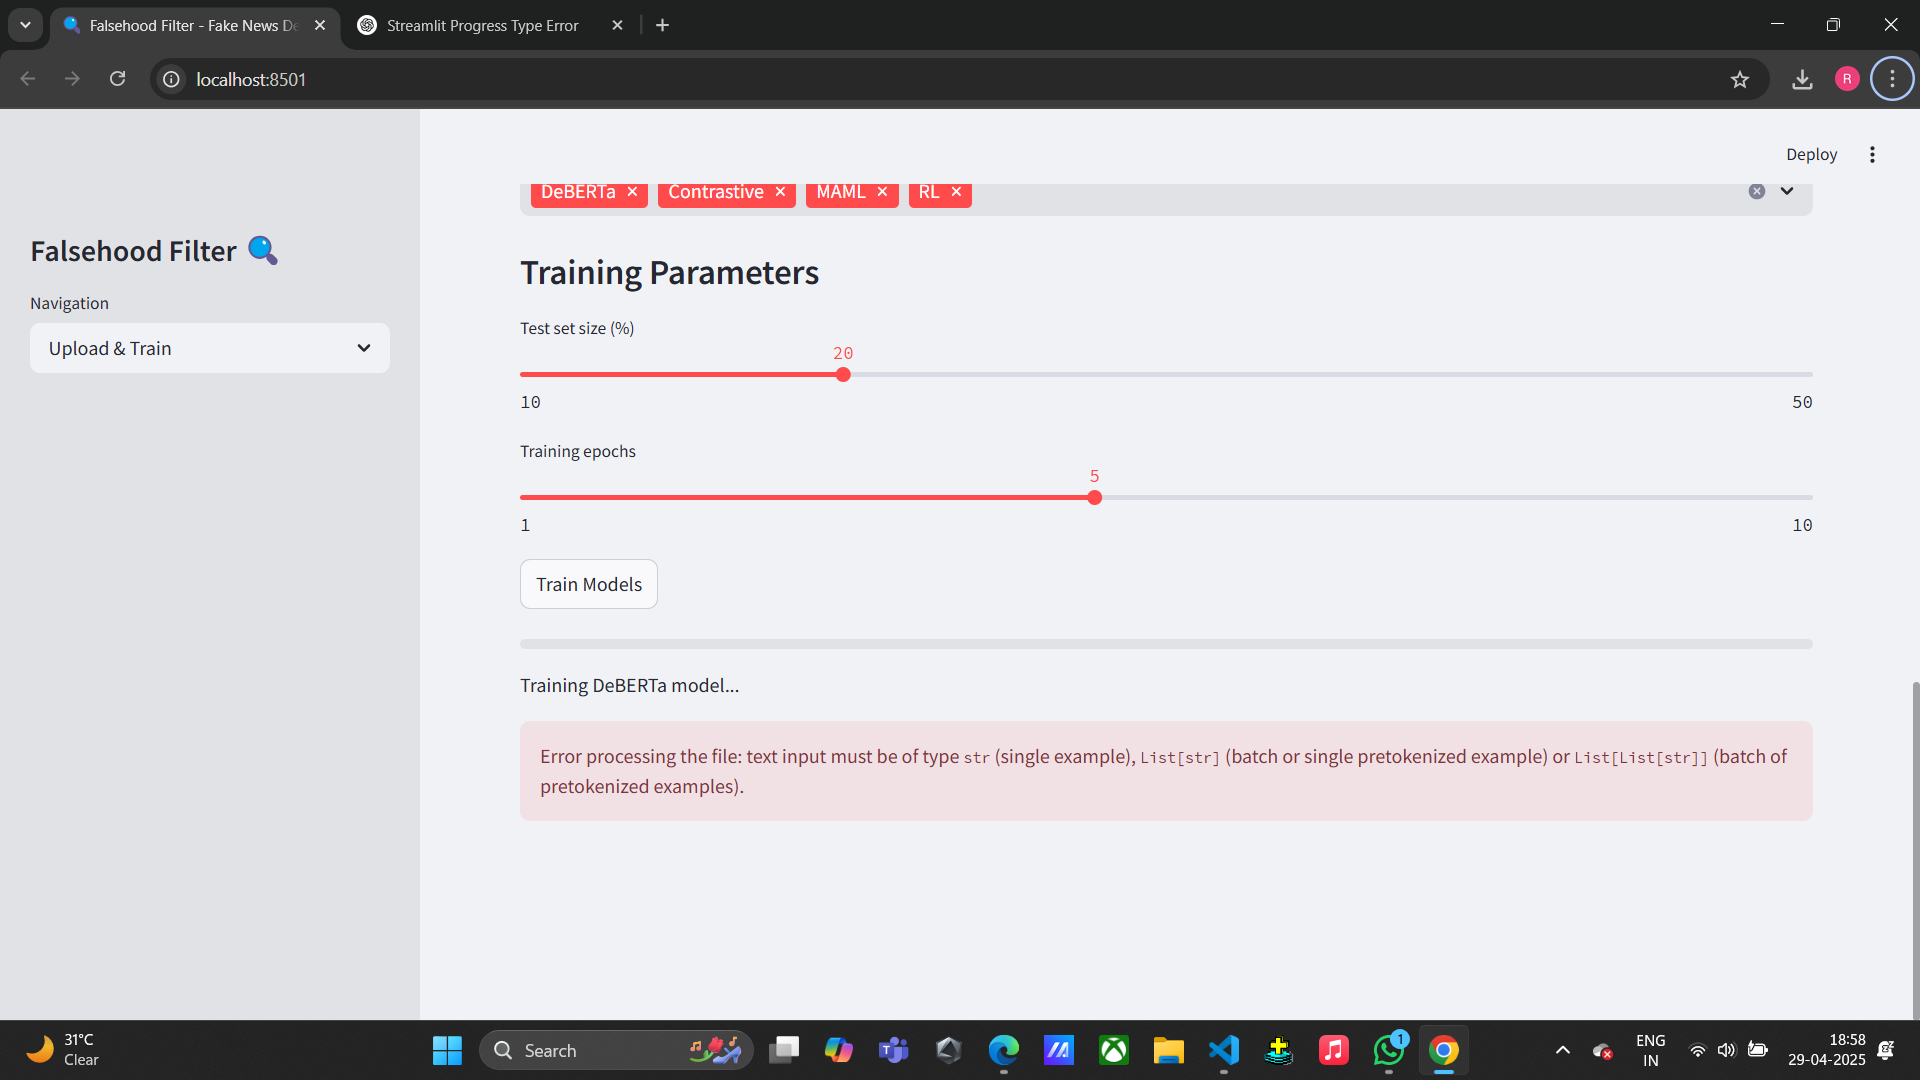 Falsehood Filter - Fake News De
Streamlit Progress Type Error
localhost:8501
Deploy
DeBERTa
Contrastive
MAML
RL
Falsehood Filter
Navigation
Upload & Train
Training Parameters
Test set size (%)
20
10
50
Training epochs
5
1
10
Train Models
Training DeBERTa model...
Error processing the file: text input must be of type str (single example), List[str] (batch or single pretokenized example) or List[List[str]] (batch of
pretokenized examples).
31°C
Clear
Search
1
ENG
IN
18:58
29-04-2025
R